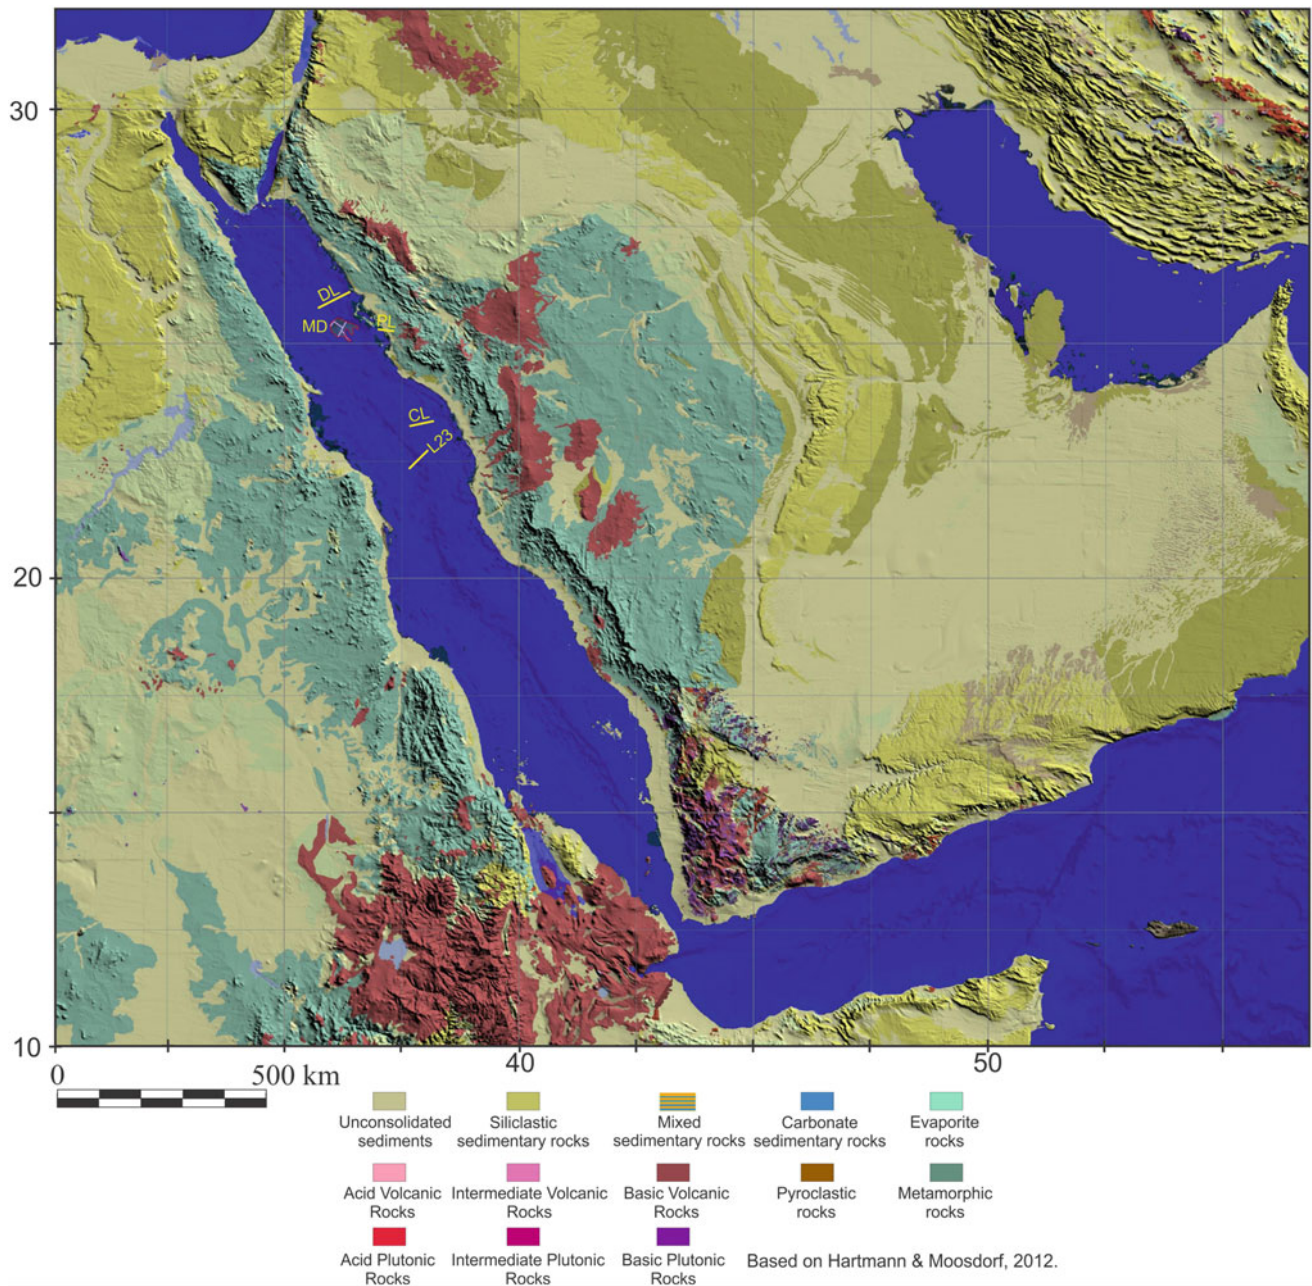 30
DL
MD
PL
CL
L23
20
10
40
50
0
500 km
Unconsolidated
sediments
Siliclastic
sedimentary rocks
Mixed
sedimentary rocks
Carbonate
sedimentary rocks
Evaporite
rocks
Acid Volcanic
Rocks
Intermediate Volcanic
Rocks
Basic Volcanic
Rocks
Pyroclastic
rocks
Metamorphic
rocks
Acid Plutonic
Rocks
Intermediate Plutonic
Rocks
Basic Plutonic
Rocks
Based on Hartmann & Moosdorf, 2012.